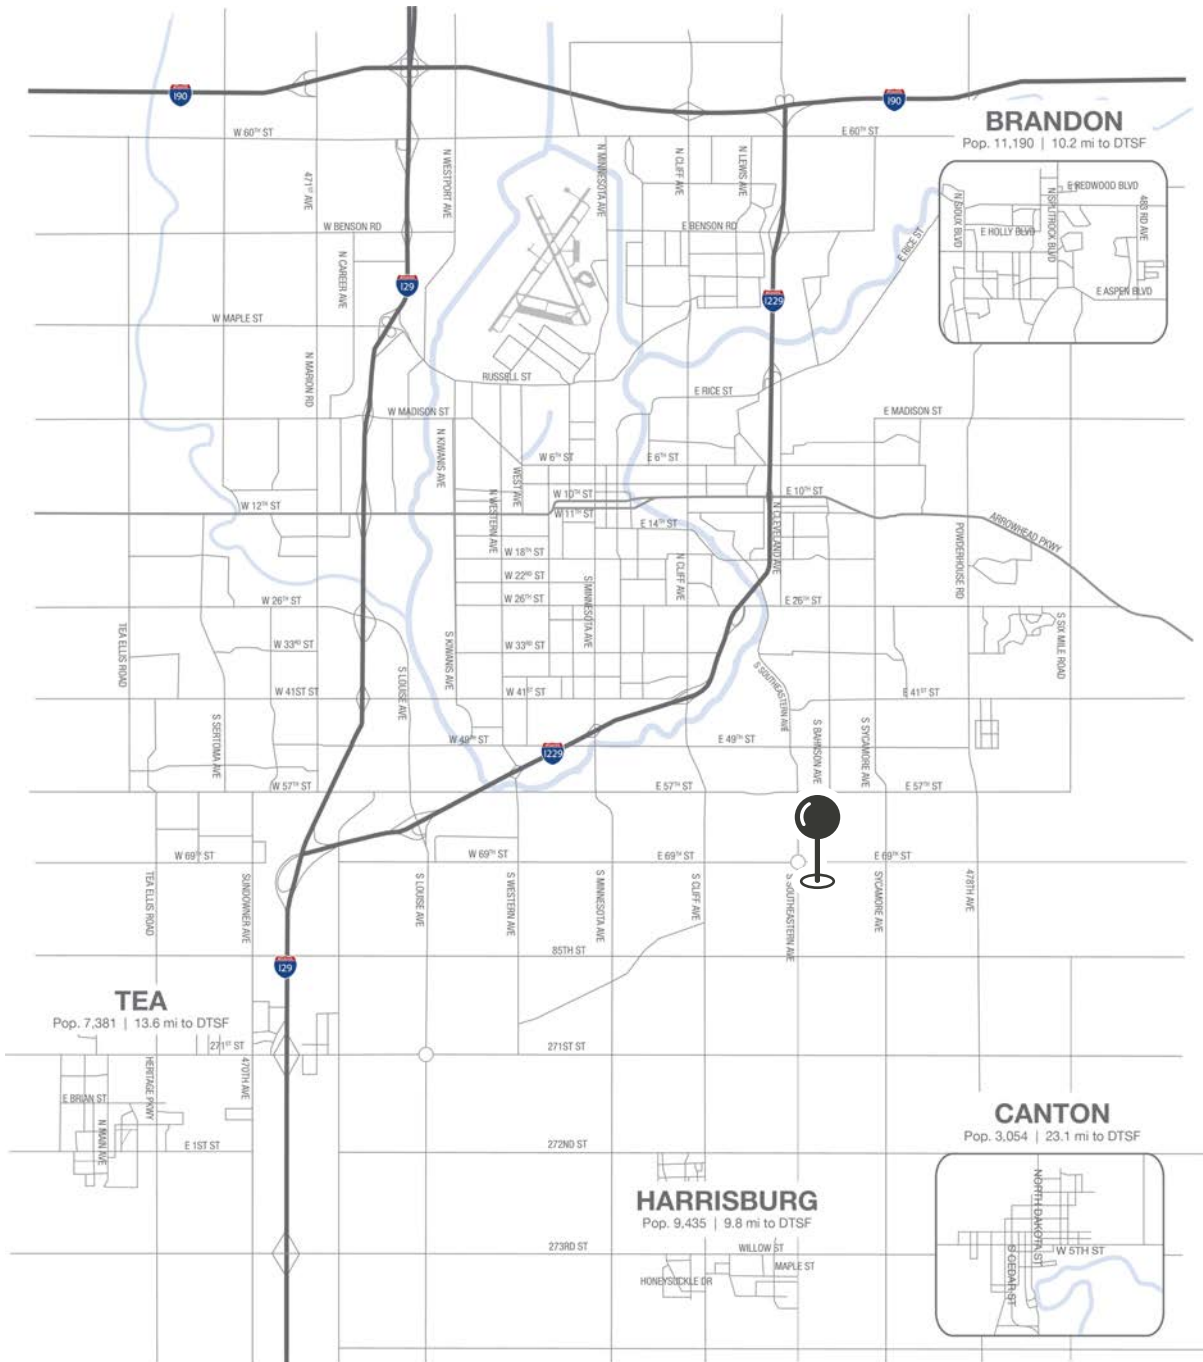 I90
I90
BRANDON
Pop. 11,190 | 10.2 mi to DTSF
W 60TH ST
E 60TH ST
N WESTPORT AVE
N MINNESOTA AVE
N CLIFF AVE
N LEWIS AVE
471ST AVE
E REDWOOD BLVD
N SIOUX BLVD
N SPLITROCK BLVD
483 RD AVE
W BENSON RD
E BENSON RD
E HOLLY BLVD
E RICE ST
N CAREER AVE
I29
I229
E ASPEN BLVD
W MAPLE ST
N MARION RD
RUSSELL ST
E RICE ST
W MADISON ST
E MADISON ST
N KIWANIS AVE
W 6TH ST
E 6TH ST
WEST AVE
N WESTERN AVE
W 10TH ST
E 10TH ST
W 12TH ST
W 11TH ST
E 14TH ST
N CLEVELAND AVE
ARROWHEAD PKWY
POWDERHOUSE RD
W 18TH ST
N CLIFF AVE
W 22ND ST
S MINNESOTA AVE
W 26TH ST
W 26TH ST
E 26TH ST
TEA ELLIS ROAD
S SIX MILE ROAD
S KIWANIS AVE
W 33RD ST
W 33RD ST
S LOUISE AVE
S SOUTHEASTERN AVE
W 41ST ST
W 41ST ST
E 41ST ST
S SERTOMA AVE
S BAHNSON AVE
S SYCAMORE AVE
W 49TH ST
E 49TH ST
I229
W 57TH ST
E 57TH ST
E 57TH ST
W 69TH ST
W 69TH ST
E 69TH ST
E 69TH ST
TEA ELLIS ROAD
SUNDOWNER AVE
S LOUISE AVE
S WESTERN AVE
S MINNESOTA AVE
S CLIFF AVE
S SOUTHEASTERN AVE
SYCAMORE AVE
478TH AVE
85TH ST
I29
TEA
Pop. 7,381 | 13.6 mi to DTSF
271ST ST
271ST ST
HERITAGE PKWY
470TH AVE
E BRIAN ST
N MAIN AVE
E 1ST ST
272ND ST
CANTON
Pop. 3,054 | 23.1 mi to DTSF
HARRISBURG
Pop. 9,435 | 9.8 mi to DTSF
NORTH DAKOTA ST
273RD ST
WILLOW ST
W 5TH ST
S CEDAR ST
MAPLE ST
HONEYSUCKLE DR